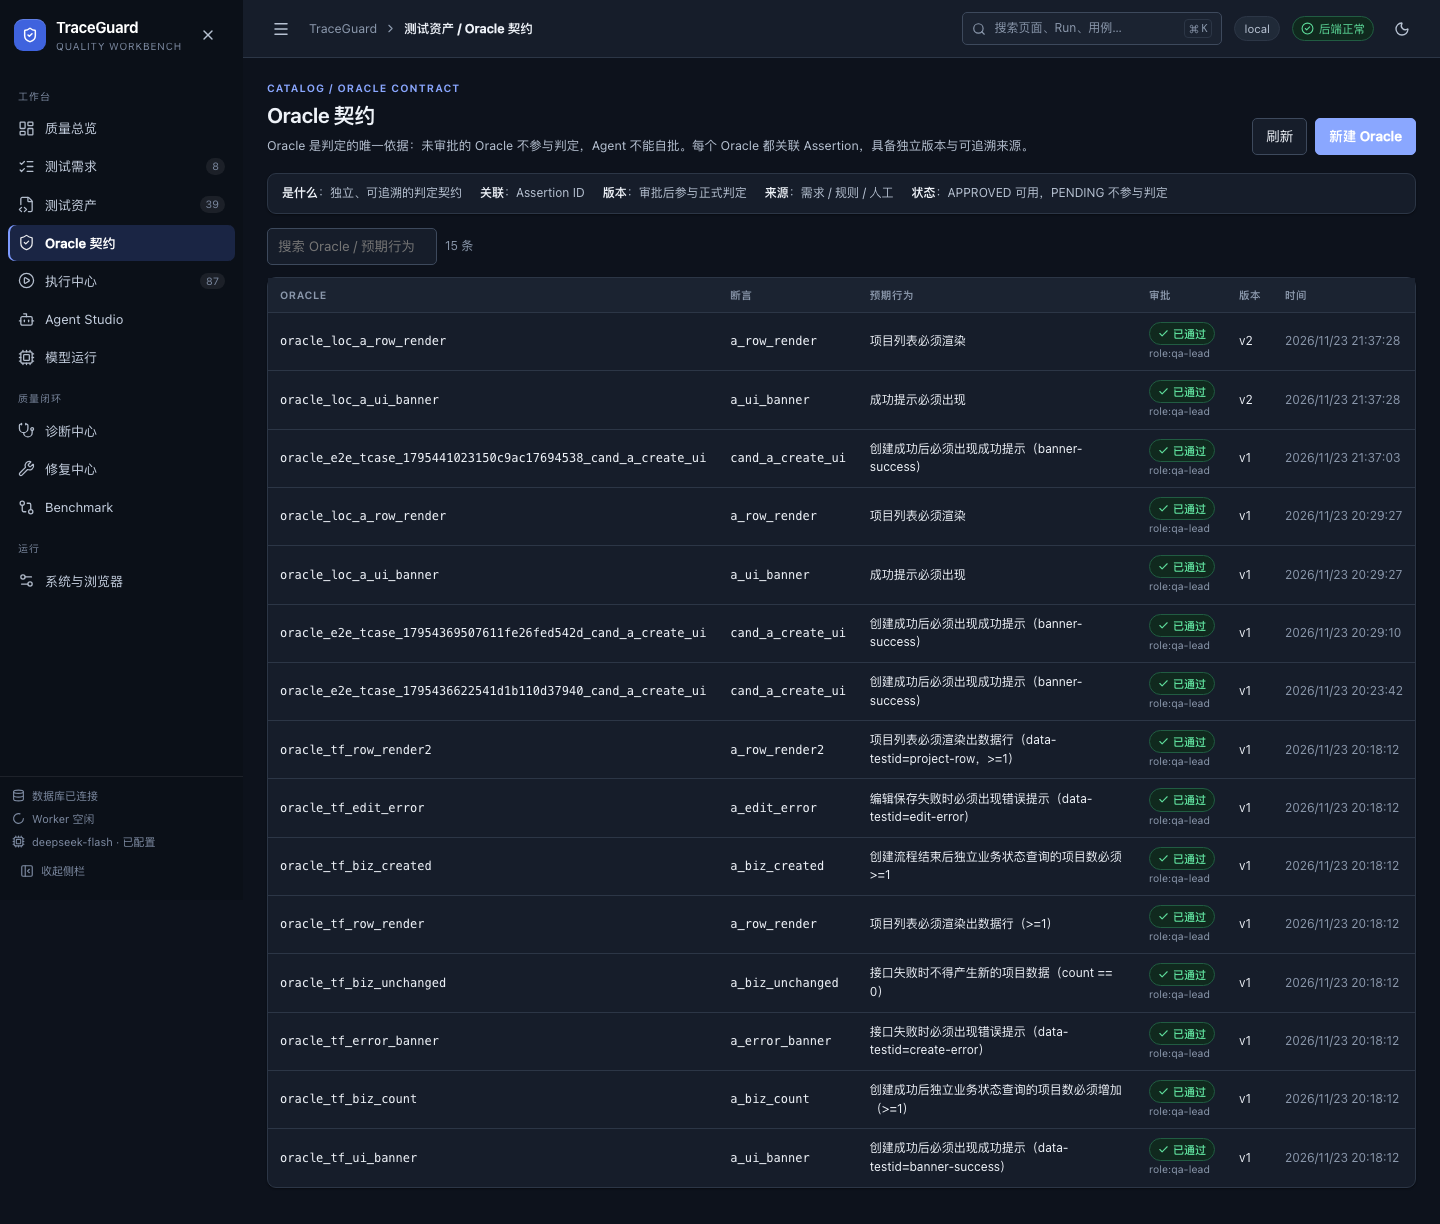 TraceGuard
QUALITY WORKBENCH
工作台
质量总览
测试需求 8
测试资产 39
Oracle 契约
执行中心 87
Agent Studio
模型运行
质量闭环
诊断中心
修复中心
Benchmark
运行
系统与浏览器
数据库已连接
Worker 空闲
deepseek-flash · 已配置
收起侧栏
TraceGuard > 测试资产 / Oracle 契约
搜索页面、Run、用例... ⌘ K
local
后端正常
CATALOG / ORACLE CONTRACT
Oracle 契约
Oracle 是判定的唯一依据：未审批的 Oracle 不参与判定，Agent 不能自批。每个 Oracle 都关联 Assertion，具备独立版本与可追溯来源。
刷新
新建 Oracle
是什么：独立、可追溯的判定契约 关联：Assertion ID 版本：审批后参与正式判定 来源：需求 / 规则 / 人工 状态：APPROVED 可用，PENDING 不参与判定
搜索 Oracle / 预期行为
15 条
ORACLE 断言 预期行为 审批 版本 时间
oracle_loc_a_row_render a_row_render 项目列表必须渲染 已通过 role:qa-lead v2 2026/11/23 21:37:28
oracle_loc_a_ui_banner a_ui_banner 成功提示必须出现 已通过 role:qa-lead v2 2026/11/23 21:37:28
oracle_e2e_tcase_1795441023150c9ac17694538_cand_a_create_ui cand_a_create_ui 创建成功后必须出现成功提示（banner-success） 已通过 role:qa-lead v1 2026/11/23 21:37:03
oracle_loc_a_row_render a_row_render 项目列表必须渲染 已通过 role:qa-lead v1 2026/11/23 20:29:27
oracle_loc_a_ui_banner a_ui_banner 成功提示必须出现 已通过 role:qa-lead v1 2026/11/23 20:29:27
oracle_e2e_tcase_17954369507611fe26fed542d_cand_a_create_ui cand_a_create_ui 创建成功后必须出现成功提示（banner-success） 已通过 role:qa-lead v1 2026/11/23 20:29:10
oracle_e2e_tcase_1795436622541d1b110d37940_cand_a_create_ui cand_a_create_ui 创建成功后必须出现成功提示（banner-success） 已通过 role:qa-lead v1 2026/11/23 20:23:42
oracle_tf_row_render2 a_row_render2 项目列表必须渲染出数据行（data-testid=project-row，>=1） 已通过 role:qa-lead v1 2026/11/23 20:18:12
oracle_tf_edit_error a_edit_error 编辑保存失败时必须出现错误提示（data-testid=edit-error） 已通过 role:qa-lead v1 2026/11/23 20:18:12
oracle_tf_biz_created a_biz_created 创建流程结束后独立业务状态查询的项目数必须>=1 已通过 role:qa-lead v1 2026/11/23 20:18:12
oracle_tf_row_render a_row_render 项目列表必须渲染出数据行（>=1） 已通过 role:qa-lead v1 2026/11/23 20:18:12
oracle_tf_biz_unchanged a_biz_unchanged 接口失败时不得产生新的项目数据（count == 0） 已通过 role:qa-lead v1 2026/11/23 20:18:12
oracle_tf_error_banner a_error_banner 接口失败时必须出现错误提示（data-testid=create-error） 已通过 role:qa-lead v1 2026/11/23 20:18:12
oracle_tf_biz_count a_biz_count 创建成功后独立业务状态查询的项目数必须增加（>=1） 已通过 role:qa-lead v1 2026/11/23 20:18:12
oracle_tf_ui_banner a_ui_banner 创建成功后必须出现成功提示（data-testid=banner-success） 已通过 role:qa-lead v1 2026/11/23 20:18:12